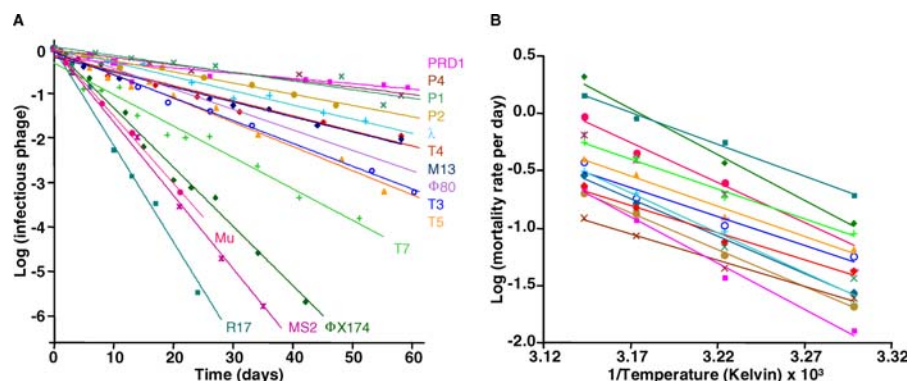 A
Log (infectious phage)
0
-1
-2
-3
-4
-5
-6
0
10
20
30
40
50
60
Time (days)
PRD1
P4
P1
P2
λ
T4
M13
Φ80
T3
T5
T7
Mu
R17
MS2
ΦX174
B
Log (mortality rate per day)
0.5
0.0
-0.5
-1.0
-1.5
-2.0
3.12
3.17
3.22
3.27
3.32
1/Temperature (Kelvin) x 10³